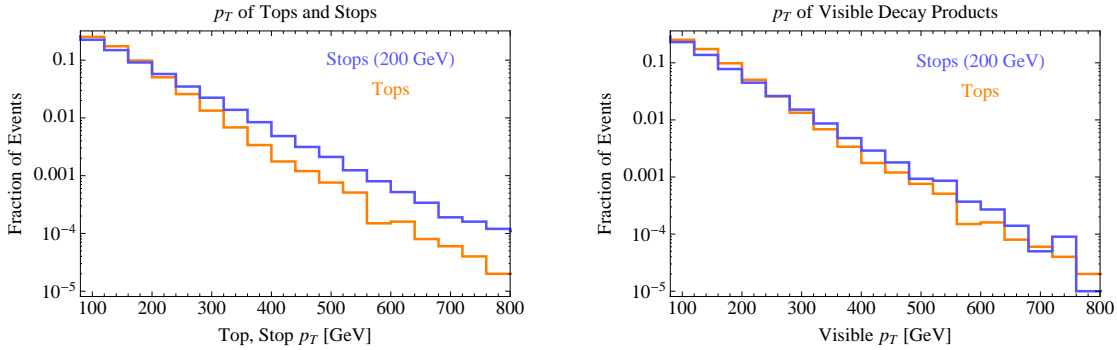 p_T of Tops and Stops
Fraction of Events
0.1
0.01
0.001
10^-4
10^-5
Stops (200 GeV)
Tops
100 200 300 400 500 600 700 800
Top, Stop p_T [GeV]
p_T of Visible Decay Products
Fraction of Events
0.1
0.01
0.001
10^-4
10^-5
Stops (200 GeV)
Tops
100 200 300 400 500 600 700 800
Visible p_T [GeV]